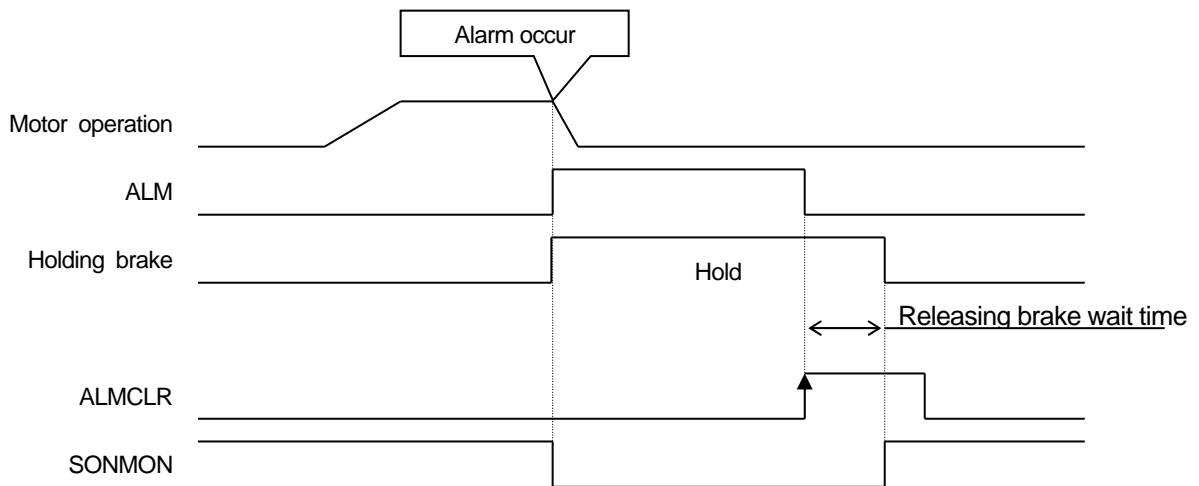 Alarm occur
Motor operation
ALM
Holding brake
Hold
Releasing brake wait time
ALMCLR
SONMON